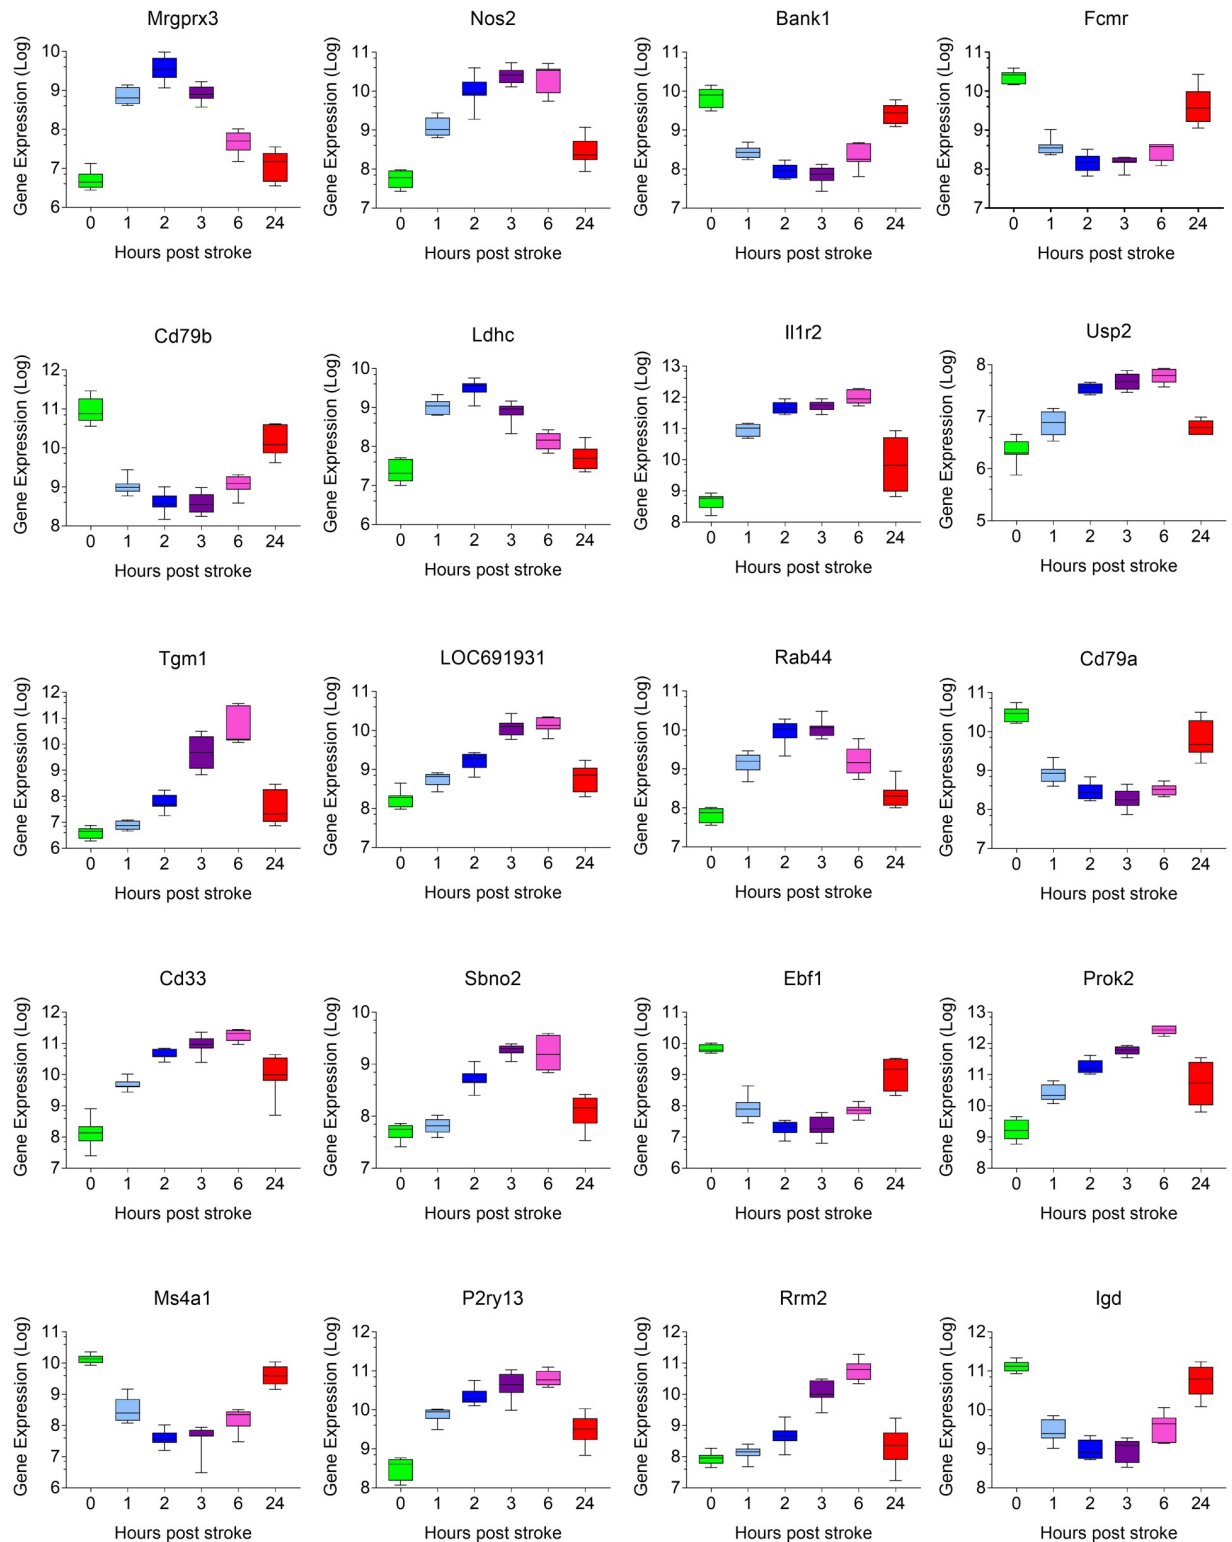 Mrgprx3
Gene Expression (Log)
10
9
8
7
6
0 1 2 3 6 24
Hours post stroke
Nos2
Gene Expression (Log)
11
10
9
8
7
0 1 2 3 6 24
Hours post stroke
Bank1
Gene Expression (Log)
11
10
9
8
7
0 1 2 3 6 24
Hours post stroke
Fcmr
Gene Expression (Log)
11
10
9
8
7
0 1 2 3 6 24
Hours post stroke
Cd79b
Gene Expression (Log)
12
11
10
9
8
0 1 2 3 6 24
Hours post stroke
Ldhc
Gene Expression (Log)
10
9
8
7
6
0 1 2 3 6 24
Hours post stroke
Il1r2
Gene Expression (Log)
13
12
11
10
9
8
0 1 2 3 6 24
Hours post stroke
Usp2
Gene Expression (Log)
8
7
6
5
0 1 2 3 6 24
Hours post stroke
Tgm1
Gene Expression (Log)
12
11
10
9
8
7
6
0 1 2 3 6 24
Hours post stroke
LOC691931
Gene Expression (Log)
11
10
9
8
7
0 1 2 3 6 24
Hours post stroke
Rab44
Gene Expression (Log)
11
10
9
8
7
0 1 2 3 6 24
Hours post stroke
Cd79a
Gene Expression (Log)
11
10
9
8
7
0 1 2 3 6 24
Hours post stroke
Cd33
Gene Expression (Log)
12
11
10
9
8
7
0 1 2 3 6 24
Hours post stroke
Sbno2
Gene Expression (Log)
10
9
8
7
0 1 2 3 6 24
Hours post stroke
Ebf1
Gene Expression (Log)
11
10
9
8
7
6
0 1 2 3 6 24
Hours post stroke
Prok2
Gene Expression (Log)
13
12
11
10
9
8
0 1 2 3 6 24
Hours post stroke
Ms4a1
Gene Expression (Log)
11
10
9
8
7
6
0 1 2 3 6 24
Hours post stroke
P2ry13
Gene Expression (Log)
12
11
10
9
8
0 1 2 3 6 24
Hours post stroke
Rrm2
Gene Expression (Log)
12
11
10
9
8
7
0 1 2 3 6 24
Hours post stroke
Igd
Gene Expression (Log)
12
11
10
9
8
0 1 2 3 6 24
Hours post stroke